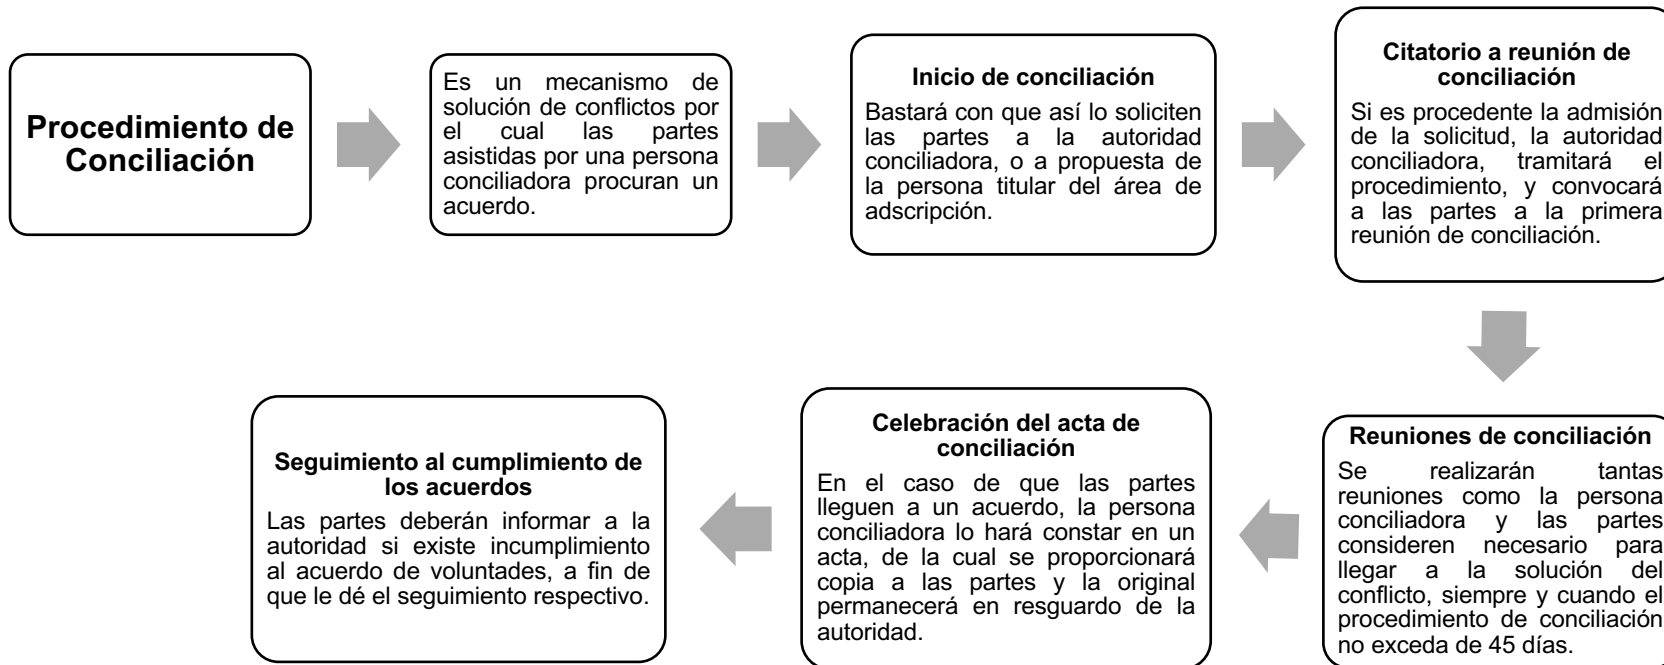 Procedimiento de
Conciliación
Es un mecanismo de
solución de conflictos por
el cual las partes
asistidas por una persona
conciliadora procuran un
acuerdo.
Inicio de conciliación
Bastará con que así lo soliciten
las partes a la autoridad
conciliadora, o a propuesta de
la persona titular del área de
adscripción.
Citatorio a reunión de
conciliación
Si es procedente la admisión
de la solicitud, la autoridad
conciliadora, tramitará el
procedimiento, y convocará
a las partes a la primera
reunión de conciliación.
Reuniones de conciliación
Se realizarán tantas
reuniones como la persona
conciliadora y las partes
consideren necesario para
llegar a la solución del
conflicto, siempre y cuando el
procedimiento de conciliación
no exceda de 45 días.
Celebración del acta de
conciliación
En el caso de que las partes
lleguen a un acuerdo, la persona
conciliadora lo hará constar en un
acta, de la cual se proporcionará
copia a las partes y la original
permanecerá en resguardo de la
autoridad.
Seguimiento al cumplimiento de
los acuerdos
Las partes deberán informar a la
autoridad si existe incumplimiento
al acuerdo de voluntades, a fin de
que le dé el seguimiento respectivo.